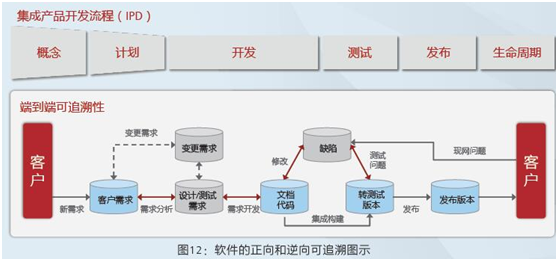 集成产品开发流程（IPD）
概念
计划
开发
测试
发布
生命周期
端到端可追溯性
客户
变更需求
变更需求
缺陷
现网问题
客户
修改
测试
问题
新需求
客户需求
需求分析
设计/测试
需求
需求开发
文档
代码
转测试
版本
发布
发布版本
集成构建
图12：软件的正向和逆向可追溯图示